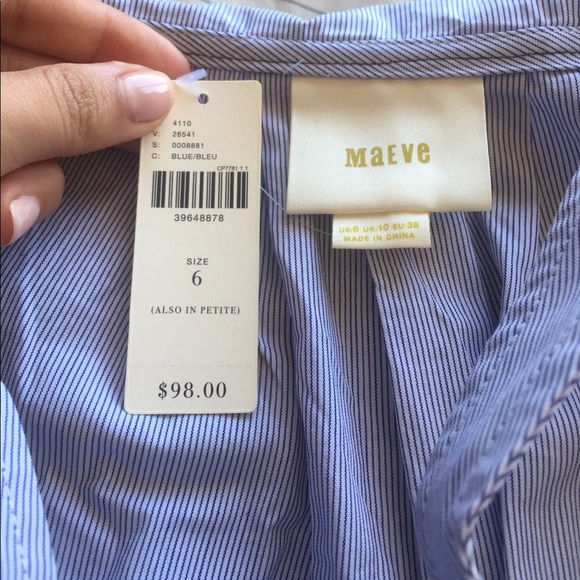 4110
V: 26541
S: 0008881
C: BLUE/BLEU
CP7781 1 1
39648878
SIZE
6
(ALSO IN PETITE)
$98.00
MaEve
US:6 UK:10 EU:38
MADE IN CHINA